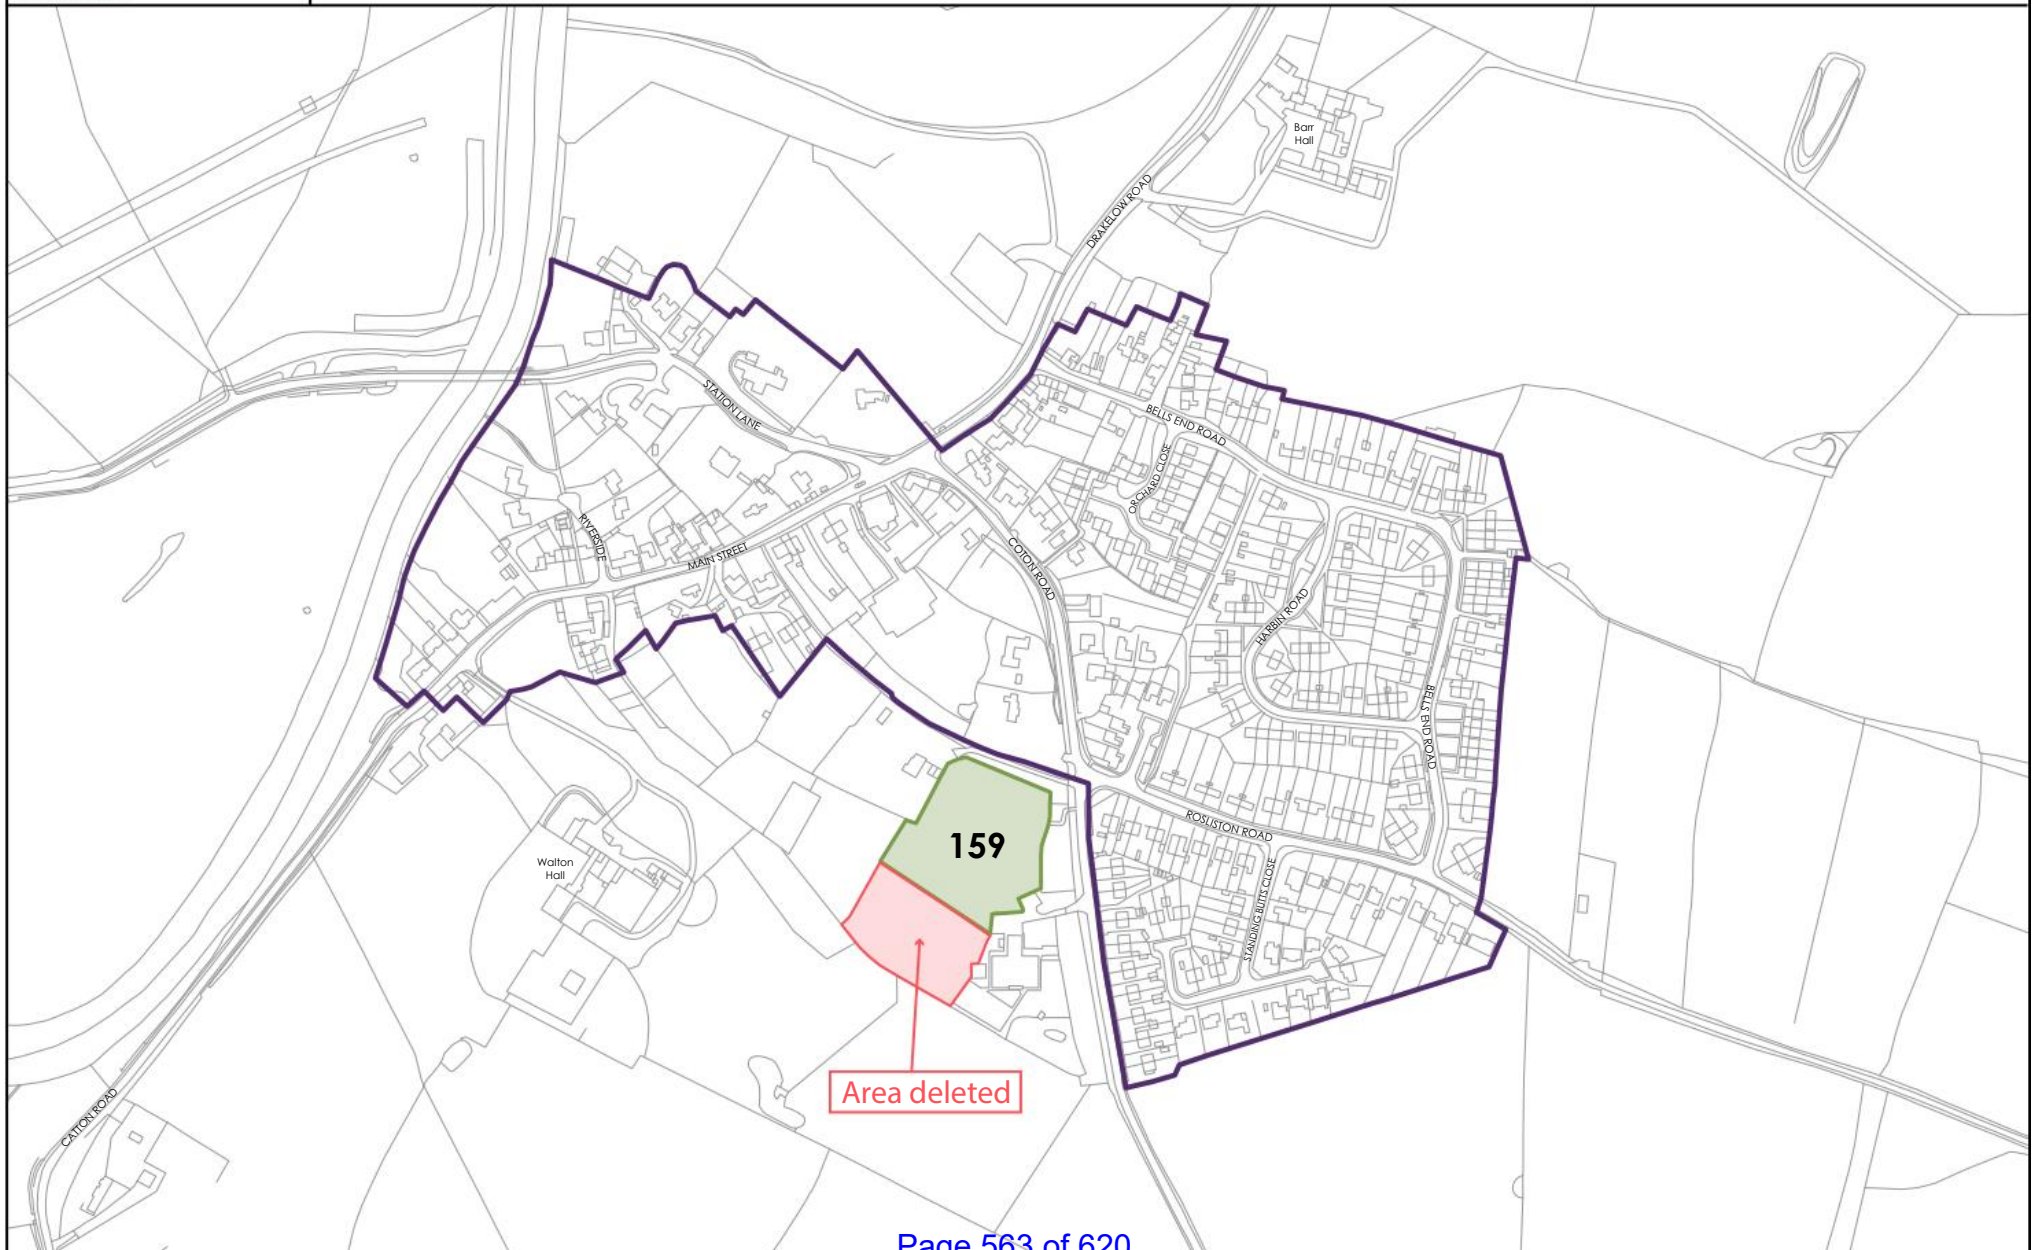 Barr
Hall
DRAKELOW ROAD
STATION LANE
BELLS END ROAD
ORCHARD CLOSE
RIVERSIDE
MAIN STREET
COTON ROAD
HARBIN ROAD
BELLS END ROAD
ROSLISTON ROAD
159
Walton
Hall
STANDING BUTTS CLOSE
Area deleted
CATTON ROAD
Page 563 of 620